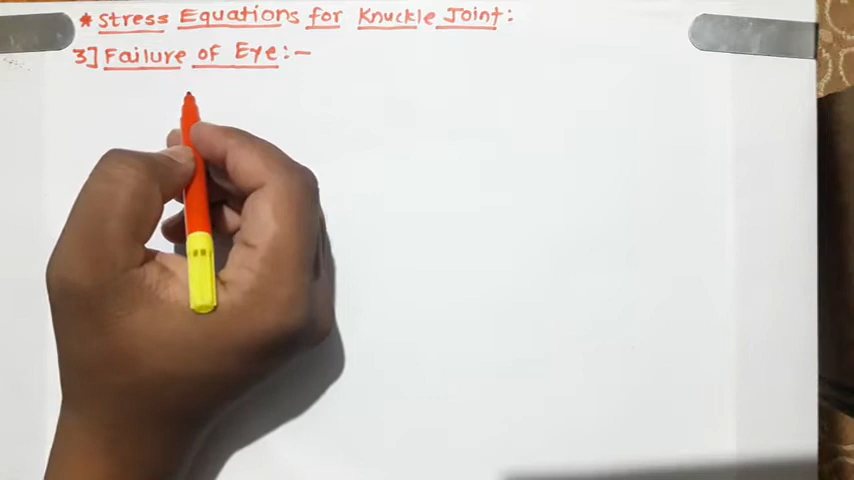 * Stress Equations for Knuckle Joint:
3] Failure of Eye:-